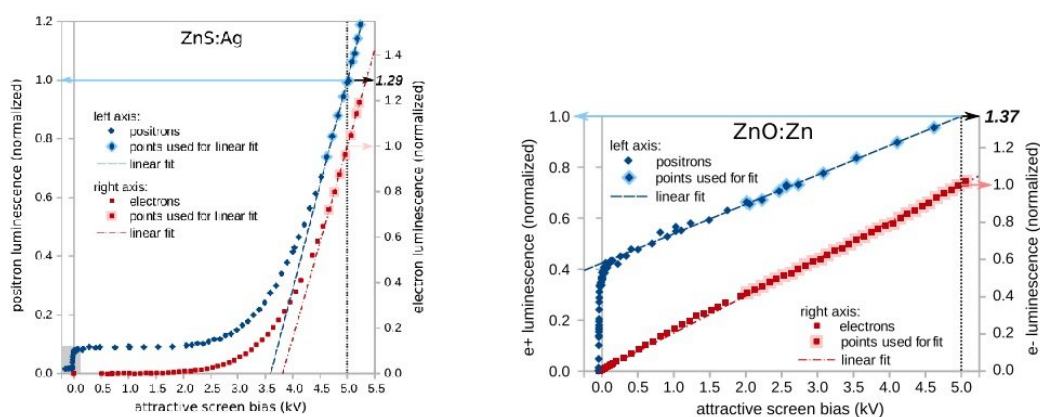 ZnS:Ag
positron luminescence (normalized)
1.2
1.0
0.8
0.6
0.4
0.2
0.0
1.29
left axis:
positrons
points used for linear fit
linear fit
right axis:
electrons
points used for linear fit
linear fit
1.4
1.2
1.0
0.8
0.6
0.4
0.2
0.0
electron luminescence (normalized)
0.0 0.5 1.0 1.5 2.0 2.5 3.0 3.5 4.0 4.5 5.0 5.5
attractive screen bias (kV)
ZnO:Zn
e+ luminescence (normalized)
1.0
0.8
0.6
0.4
0.2
0.0
1.37
left axis:
positrons
points used for fit
linear fit
right axis:
electrons
points used for fit
linear fit
1.2
1.0
0.8
0.6
0.4
0.2
0.0
e- luminescence (normalized)
0.0 0.5 1.0 1.5 2.0 2.5 3.0 3.5 4.0 4.5 5.0
attractive screen bias (kV)